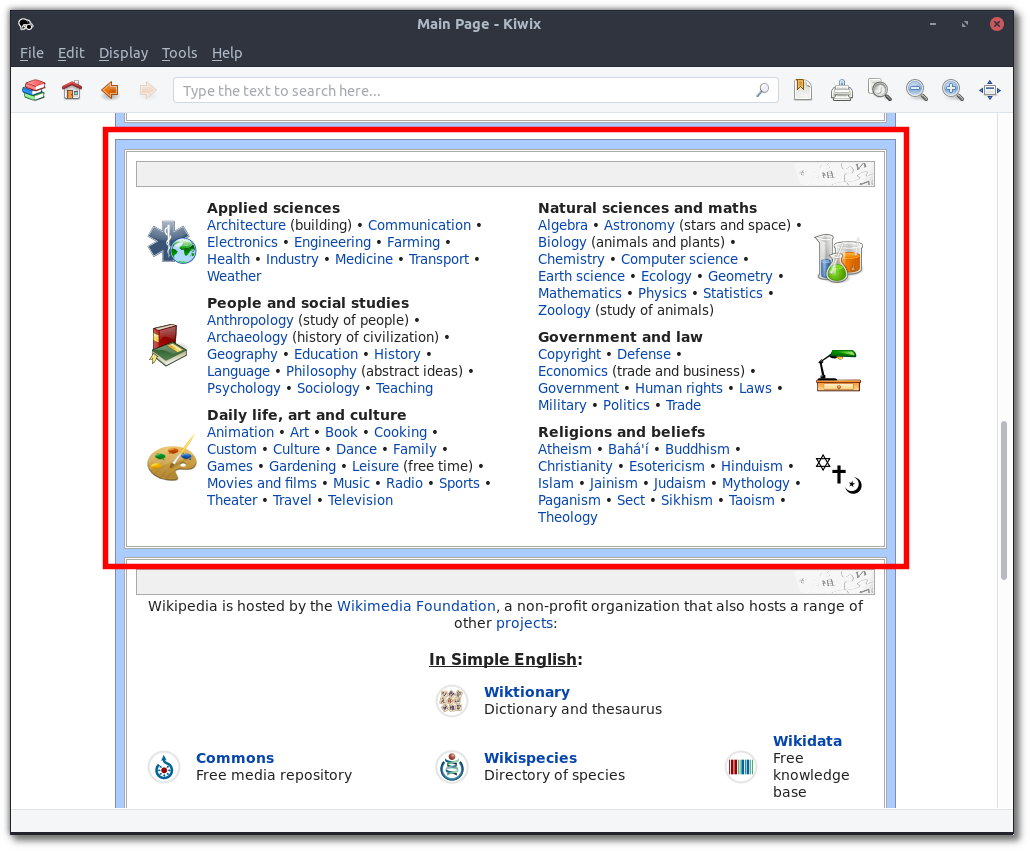 Main Page - Kiwix
File Edit Display Tools Help
Type the text to search here...
Applied sciences
Architecture (building) • Communication •
Electronics • Engineering • Farming •
Health • Industry • Medicine • Transport •
Weather
People and social studies
Anthropology (study of people) •
Archaeology (history of civilization) •
Geography • Education • History •
Language • Philosophy (abstract ideas) •
Psychology • Sociology • Teaching
Daily life, art and culture
Animation • Art • Book • Cooking •
Custom • Culture • Dance • Family •
Games • Gardening • Leisure (free time) •
Movies and films • Music • Radio • Sports •
Theater • Travel • Television
Natural sciences and maths
Algebra • Astronomy (stars and space) •
Biology (animals and plants) •
Chemistry • Computer science •
Earth science • Ecology • Geometry •
Mathematics • Physics • Statistics •
Zoology (study of animals)
Government and law
Copyright • Defense •
Economics (trade and business) •
Government • Human rights • Laws •
Military • Politics • Trade
Religions and beliefs
Atheism • Bahá'í • Buddhism •
Christianity • Esotericism • Hinduism •
Islam • Jainism • Judaism • Mythology •
Paganism • Sect • Sikhism • Taoism •
Theology
Wikipedia is hosted by the Wikimedia Foundation, a non-profit organization that also hosts a range of
other projects:
In Simple English:
Wiktionary
Dictionary and thesaurus
Commons
Free media repository
Wikispecies
Directory of species
Wikidata
Free
knowledge
base